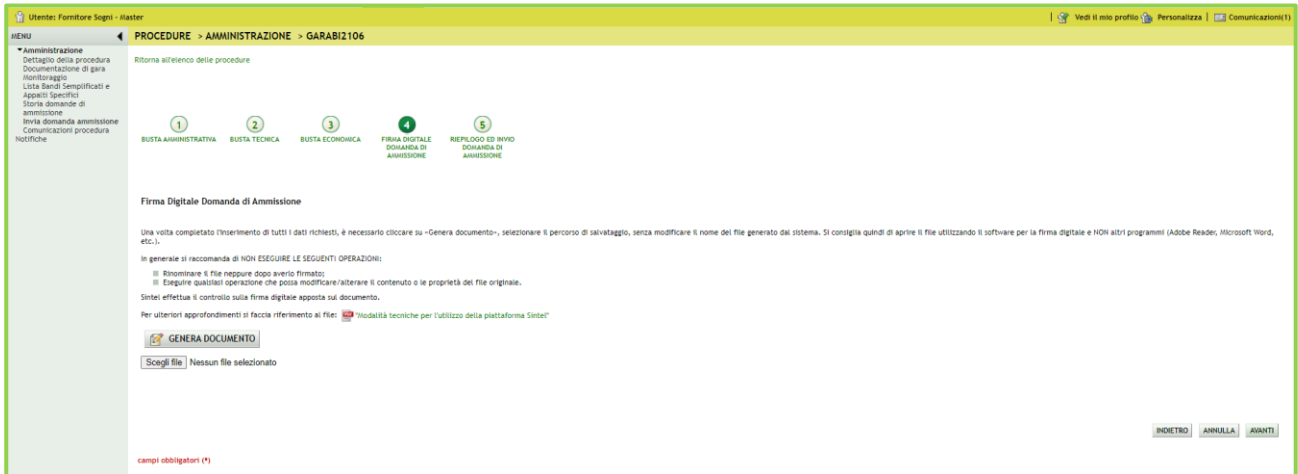 Utente: Fornitore Sogni - Master
Vedi il mio profilo Personalizza | Comunicazioni(1)
MENU
PROCEDURE > AMMINISTRAZIONE > GARABI2106
Amministrazione
Dettaglio della procedura
Documentazione di gara
Monitoraggio
Lista Bandi Semplificati e
Appalti Specifici
Storia domande di
ammissione
Invia domanda ammissione
Comunicazioni procedura
Notifiche
Ritorna all'elenco delle procedure
1
BUSTA AMMINISTRATIVA
2
BUSTA TECNICA
3
BUSTA ECONOMICA
4
FIRMA DIGITALE
DOMANDA DI
AMMISSIONE
5
RIEPILOGO ED INVIO
DOMANDA DI
AMMISSIONE
Firma Digitale Domanda di Ammissione
Una volta completato l'inserimento di tutti i dati richiesti, è necessario cliccare su «Genera documento», selezionare il percorso di salvataggio, senza modificare il nome del file generato dal sistema. Si consiglia quindi di aprire il file utilizzando il software per la firma digitale e NON altri programmi (Adobe Reader, Microsoft Word,
etc.).
In generale si raccomanda di NON ESEGUIRE LE SEGUENTI OPERAZIONI:
Rinominare il file neppure dopo averlo firmato;
Eseguire qualsiasi operazione che possa modificare/alterare il contenuto o le proprietà del file originale.
Sintel effettua il controllo sulla firma digitale apposta sul documento.
Per ulteriori approfondimenti si faccia riferimento al file: "Modalità tecniche per l'utilizzo della piattaforma Sintel"
GENERA DOCUMENTO
Scegli file Nessun file selezionato
INDIETRO ANNULLA AVANTI
campi obbligatori (*)